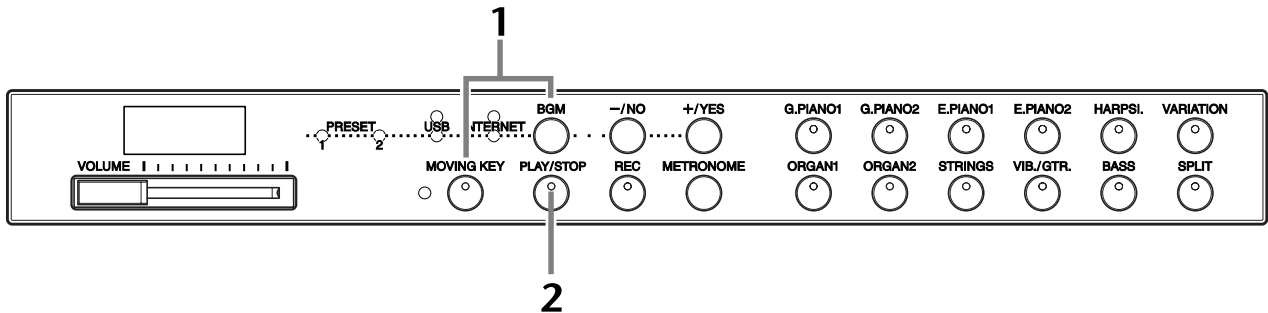 1
BGM −/NO +/YES G.PIANO1 G.PIANO2 E.PIANO1 E.PIANO2 HARPSI. VARIATION
PRESET USB INTERNET
1 2
VOLUME MOVING KEY PLAY/STOP REC METRONOME ORGAN1 ORGAN2 STRINGS VIB./GTR. BASS SPLIT
2